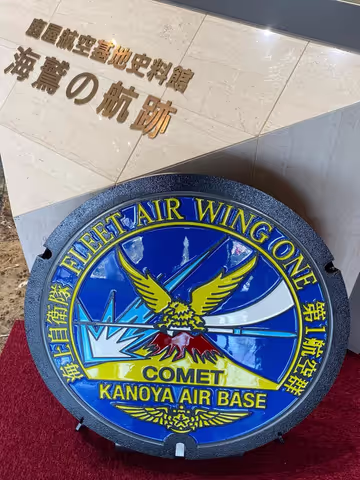 鹿屋航空基地史料館
海鷲の航跡
FLEET AIR WING ONE
海上自衛隊
第1航空群
COMET
KANOYA AIR BASE